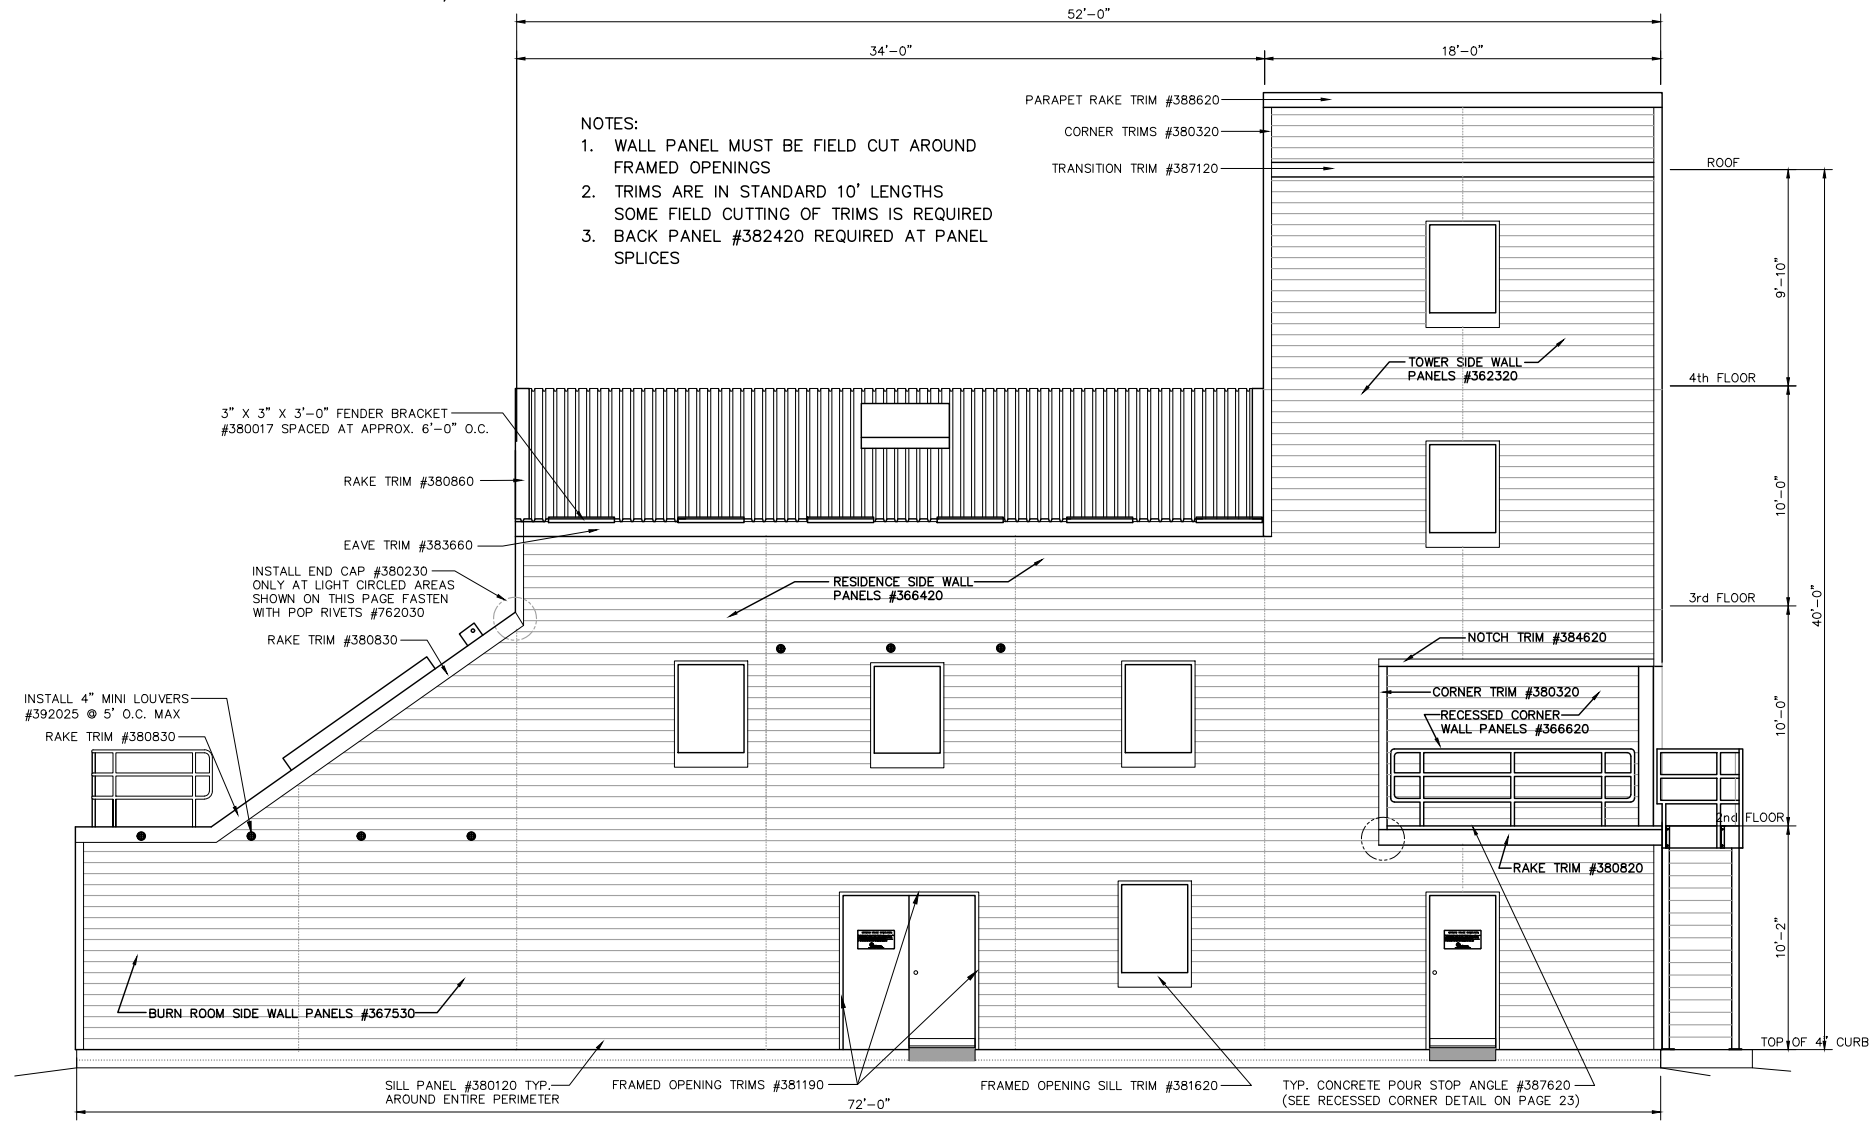 52'-0"
34'-0"
18'-0"
PARAPET RAKE TRIM #388620
CORNER TRIMS #380320
TRANSITION TRIM #387120
NOTES:
1. WALL PANEL MUST BE FIELD CUT AROUND
FRAMED OPENINGS
2. TRIMS ARE IN STANDARD 10' LENGTHS
SOME FIELD CUTTING OF TRIMS IS REQUIRED
3. BACK PANEL #382420 REQUIRED AT PANEL
SPLICES
ROOF
9'-10"
TOWER SIDE WALL
PANELS #362320
4th FLOOR
3" X 3" X 3'-0" FENDER BRACKET
#380017 SPACED AT APPROX. 6'-0" O.C.
RAKE TRIM #380860
10'-0"
EAVE TRIM #383660
INSTALL END CAP #380230
ONLY AT LIGHT CIRCLED AREAS
SHOWN ON THIS PAGE FASTEN
WITH POP RIVETS #762030
RESIDENCE SIDE WALL
PANELS #366420
3rd FLOOR
40'-0"
RAKE TRIM #380830
NOTCH TRIM #384620
INSTALL 4" MINI LOUVERS
#392025 @ 5' O.C. MAX
CORNER TRIM #380320
RECESSED CORNER
WALL PANELS #366620
10'-0"
RAKE TRIM #380830
2nd FLOOR
RAKE TRIM #380820
10'-2"
BURN ROOM SIDE WALL PANELS #367530
TOP OF 4" CURB
SILL PANEL #380120 TYP.
AROUND ENTIRE PERIMETER
FRAMED OPENING TRIMS #381190
FRAMED OPENING SILL TRIM #381620
TYP. CONCRETE POUR STOP ANGLE #387620
(SEE RECESSED CORNER DETAIL ON PAGE 23)
72'-0"